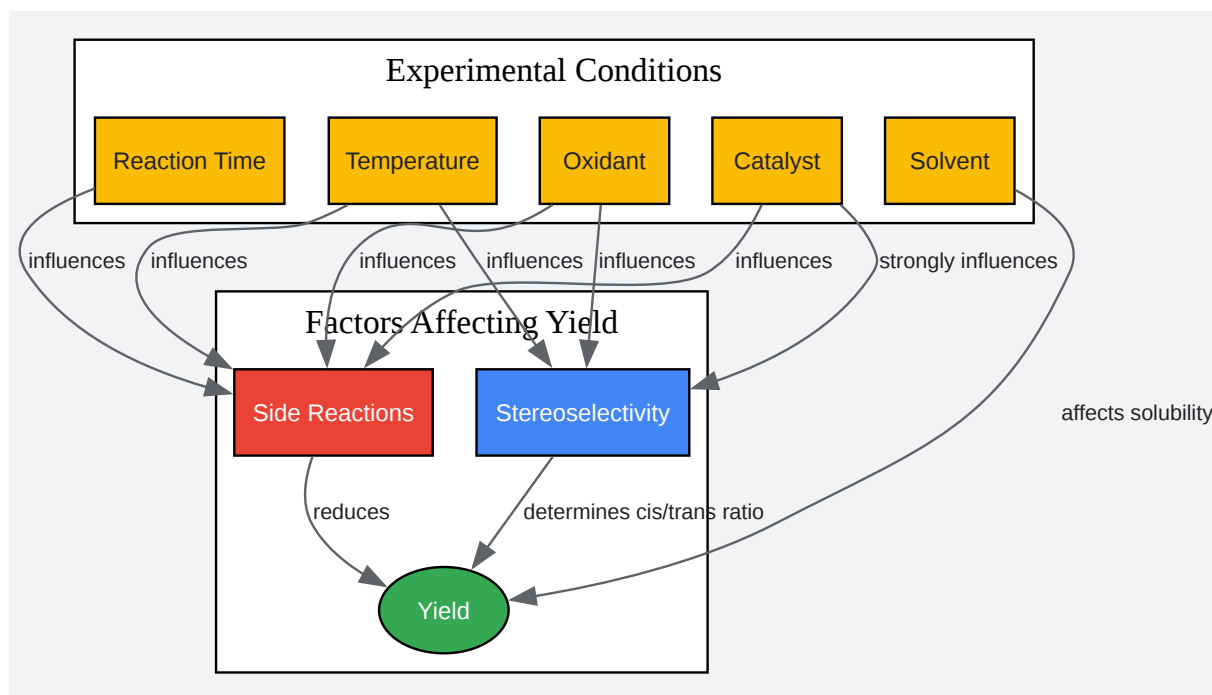 Experimental Conditions
Reaction Time
Temperature
Oxidant
Catalyst
Solvent
influences
influences
influences
influences
influences
influences
strongly influences
Factors Affecting Yield
Side Reactions
Stereoselectivity
affects solubility
reduces
determines cis/trans ratio
Yield